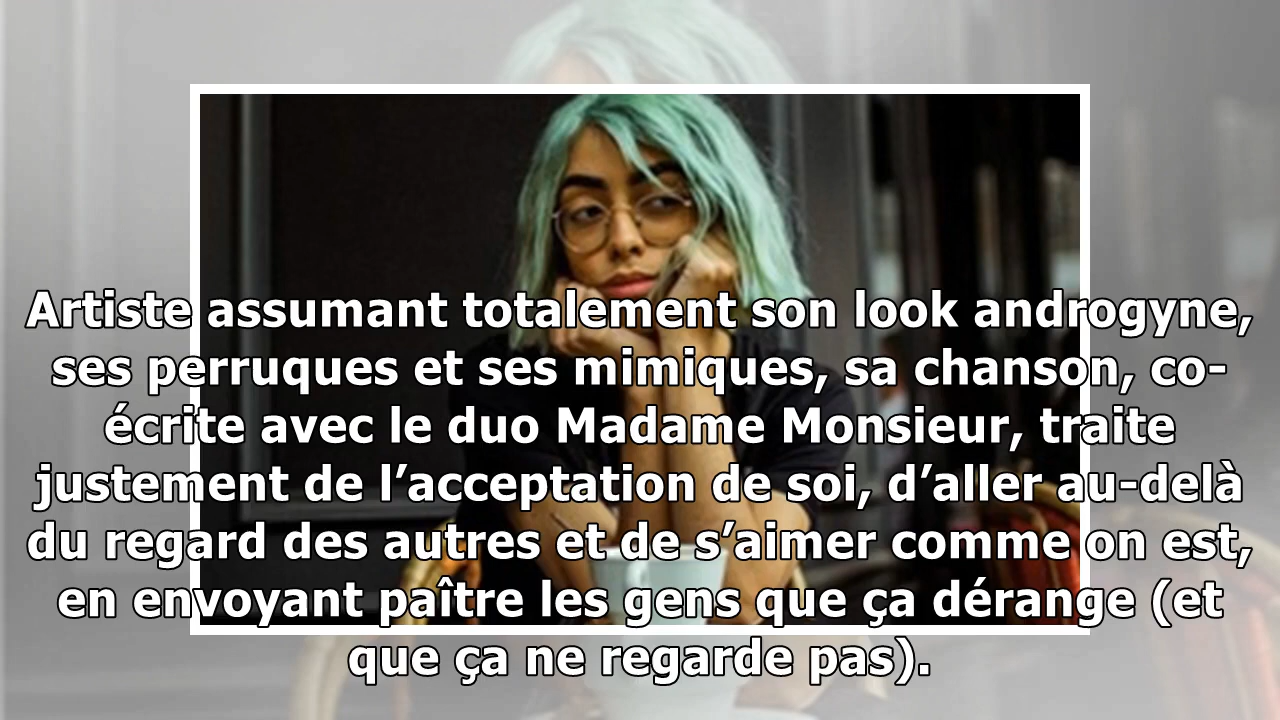 Artiste assumant totalement son look androgyne,
ses perruques et ses mimiques, sa chanson, co-
écrite avec le duo Madame Monsieur, traite
justement de l’acceptation de soi, d’aller au-delà
du regard des autres et de s’aimer comme on est,
en envoyant paître les gens que ça dérange (et
que ça ne regarde pas).